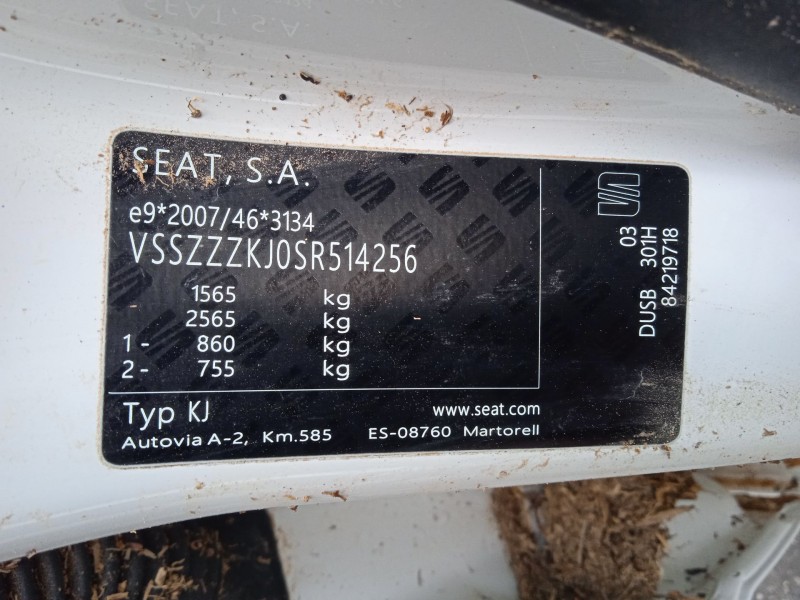 SEAT, S.A.
e9*2007/46*3134
VSSZZZKJ0SR514256
1565 kg
2565 kg
1- 860 kg
2- 755 kg
Typ KJ www.seat.com
Autovia A-2, Km.585 ES-08760 Martorell
03
DUSB 301H
84219718